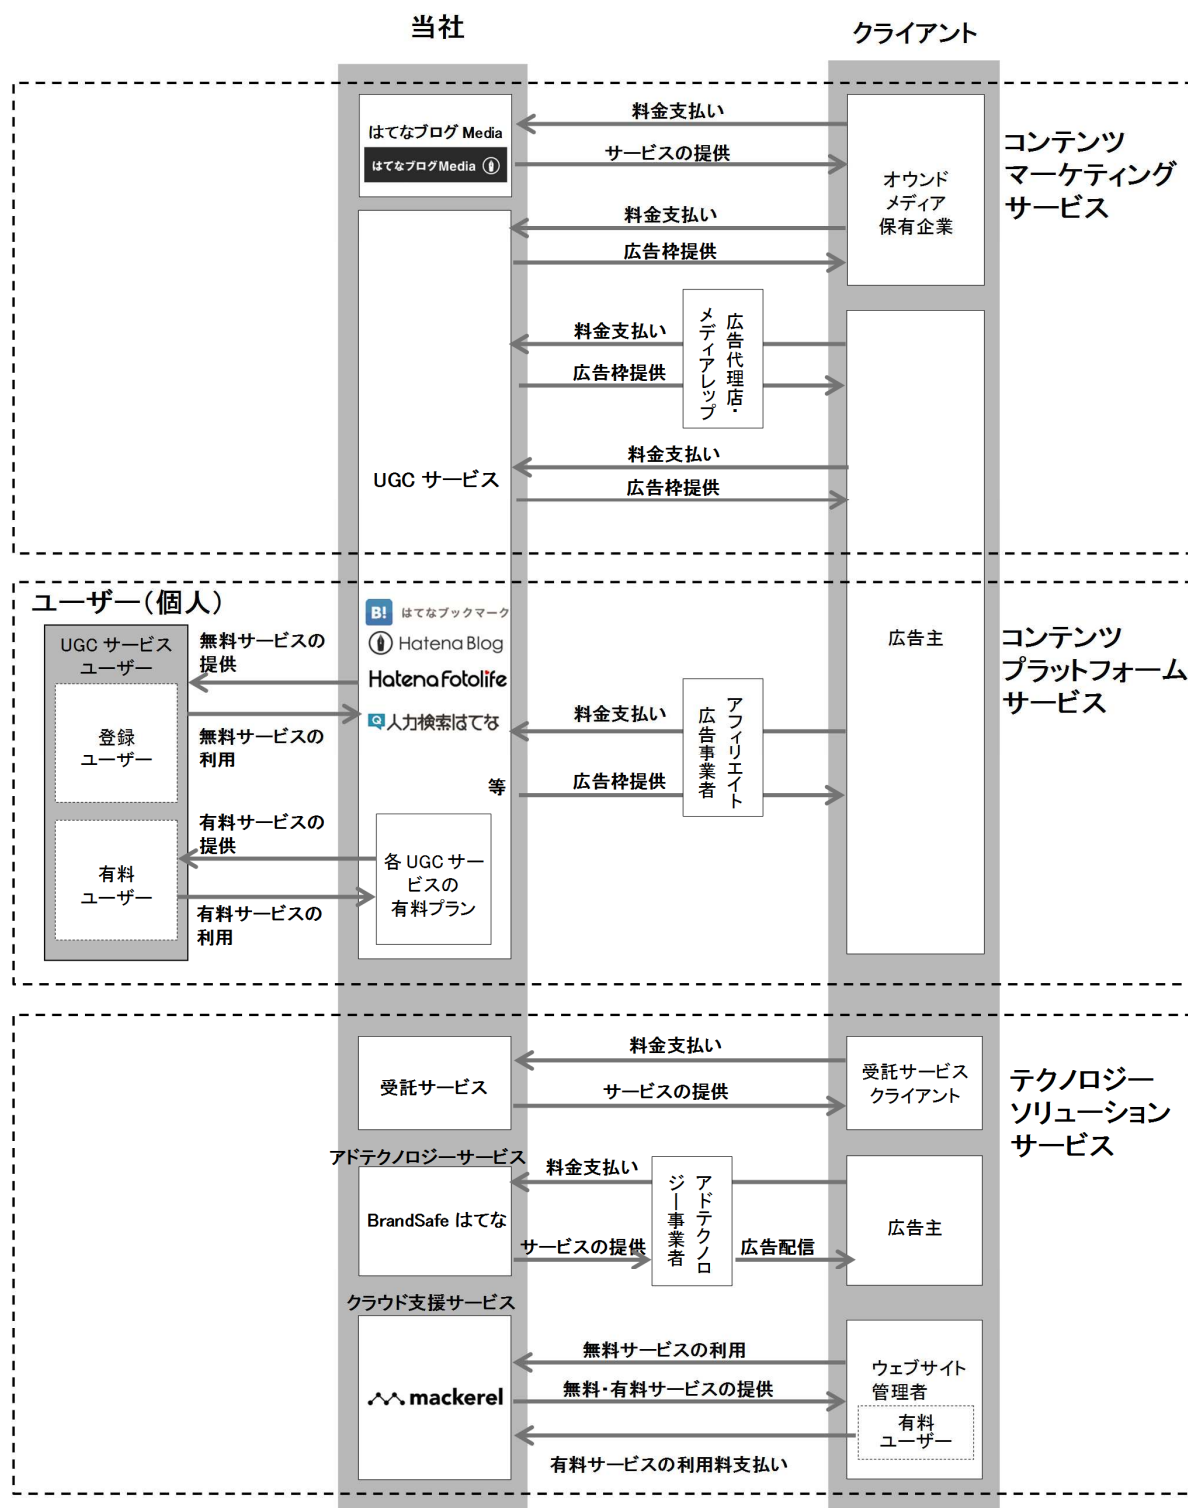 当社
クライアント
はてなブログ Media
はてなブログMedia
料金支払い
サービスの提供
オウンド
メディア
保有企業
コンテンツ
マーケティング
サービス
料金支払い
広告枠提供
料金支払い
広告枠提供
広告代理店・
メディアレップ
UGC サービス
料金支払い
広告枠提供
ユーザー（個人）
UGC サービス
ユーザー
登録
ユーザー
有料
ユーザー
無料サービスの
提供
無料サービスの
利用
有料サービスの
提供
有料サービスの
利用
B! はてなブックマーク
Hatena Blog
Hatena Fotolife
Q 人力検索はてな
等
各 UGC サー
ビスの
有料プラン
料金支払い
広告枠提供
アフィリエイト
広告事業者
広告主
コンテンツ
プラットフォーム
サービス
受託サービス
料金支払い
サービスの提供
受託サービス
クライアント
テクノロジー
ソリューション
サービス
アドテクノロジーサービス
BrandSafe はてな
料金支払い
サービスの提供
アドテクノロ
ジー事業者
広告配信
広告主
クラウド支援サービス
mackerel
無料サービスの利用
無料・有料サービスの提供
有料サービスの利用料支払い
ウェブサイト
管理者
有料
ユーザー